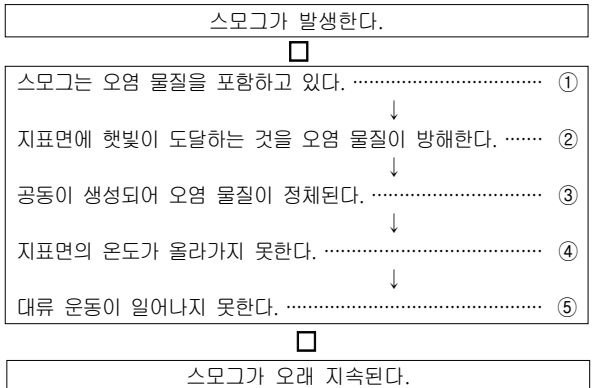 스모그가 발생한다.
스모그는 오염 물질을 포함하고 있다. ································ ①
↓
지표면에 햇빛이 도달하는 것을 오염 물질이 방해한다. ······· ②
↓
공동이 생성되어 오염 물질이 정체된다. ···························· ③
↓
지표면의 온도가 올라가지 못한다. ··································· ④
↓
대류 운동이 일어나지 못한다. ········································· ⑤
스모그가 오래 지속된다.